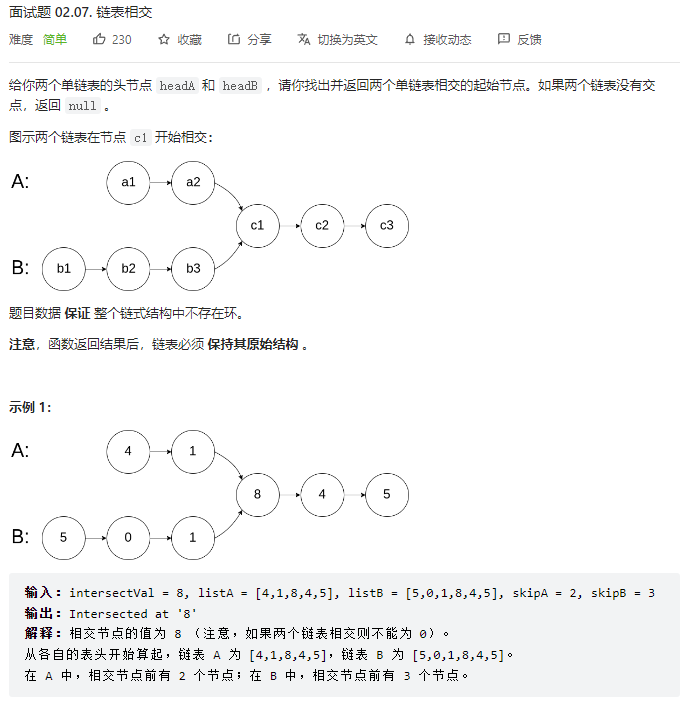 面试题 02.07. 链表相交
难度 简单 230 收藏 分享 切换为英文 接收动态 反馈
给你两个单链表的头节点 headA 和 headB ，请你找出并返回两个单链表相交的起始节点。如果两个链表没有交
点，返回 null 。
图示两个链表在节点 c1 开始相交：
A: a1 a2
c1 c2 c3
B: b1 b2 b3
题目数据 保证 整个链式结构中不存在环。
注意，函数返回结果后，链表必须 保持其原始结构 。
示例 1：
A: 4 1
8 4 5
B: 5 0 1
输入：intersectVal = 8, listA = [4,1,8,4,5], listB = [5,0,1,8,4,5], skipA = 2, skipB = 3
输出：Intersected at '8'
解释：相交节点的值为 8 （注意，如果两个链表相交则不能为 0）。
从各自的表头开始算起，链表 A 为 [4,1,8,4,5]，链表 B 为 [5,0,1,8,4,5]。
在 A 中，相交节点前有 2 个节点；在 B 中，相交节点前有 3 个节点。